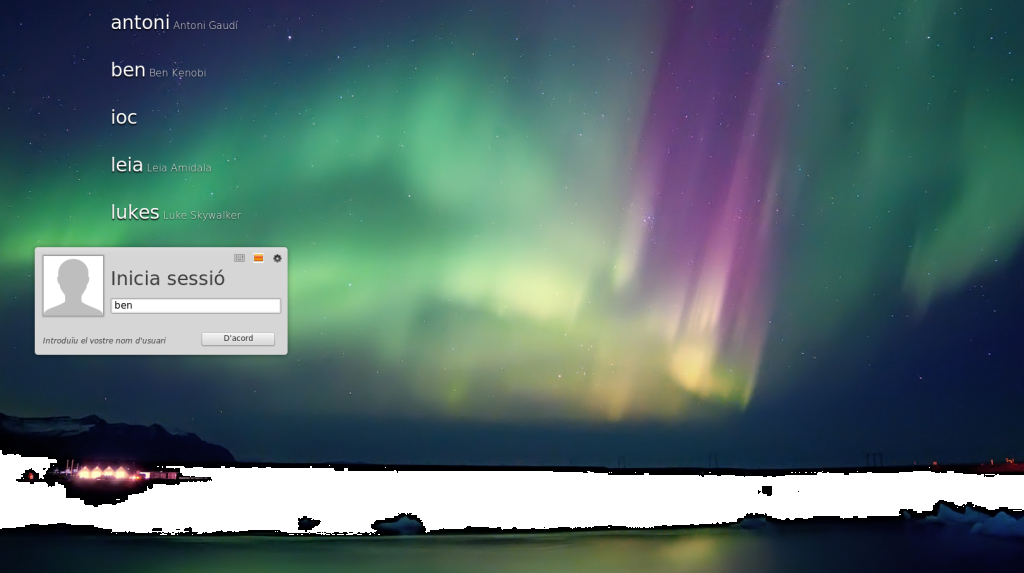 antoni Antoni Gaudí
ben Ben Kenobi
ioc
leia Leia Amidala
lukes Luke Skywalker
Inicia sessió
ben
Introduïu el vostre nom d'usuari
D'acord